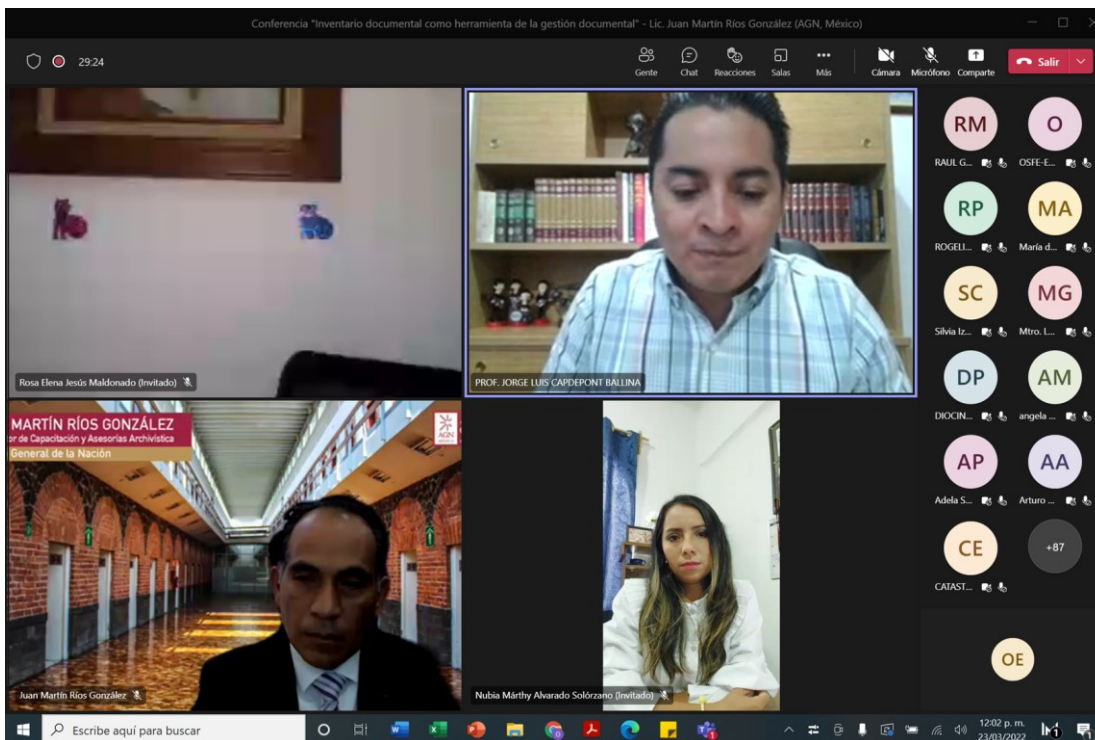 Conferencia "Inventario documental como herramienta de la gestión documental" - Lic. Juan Martín Ríos González (AGN, México)
29:24
Gente
Chat
Reacciones
Salas
Más
Cámara
Micrófono
Comparte
Salir
Rosa Elena Jesús Maldonado (Invitado)
PROF. JORGE LUIS CAPDEPONT BALLINA
MARTÍN RÍOS GONZÁLEZ
or de Capacitación y Asesorías Archivística
General de la Nación
AGN
Juan Martín Ríos González
Nubia Márthy Alvarado Solórzano (Invitado)
RM
RAUL G...
O
OSFE-E...
RP
ROGELI...
MA
María d...
SC
Silvia Iz...
MG
Mtro. I...
DP
DIOCIN...
AM
angela ...
AP
Adela S...
AA
Arturo ...
CE
CATAST...
+87
OE
Escribe aquí para buscar
12:02 p. m.
23/03/2022